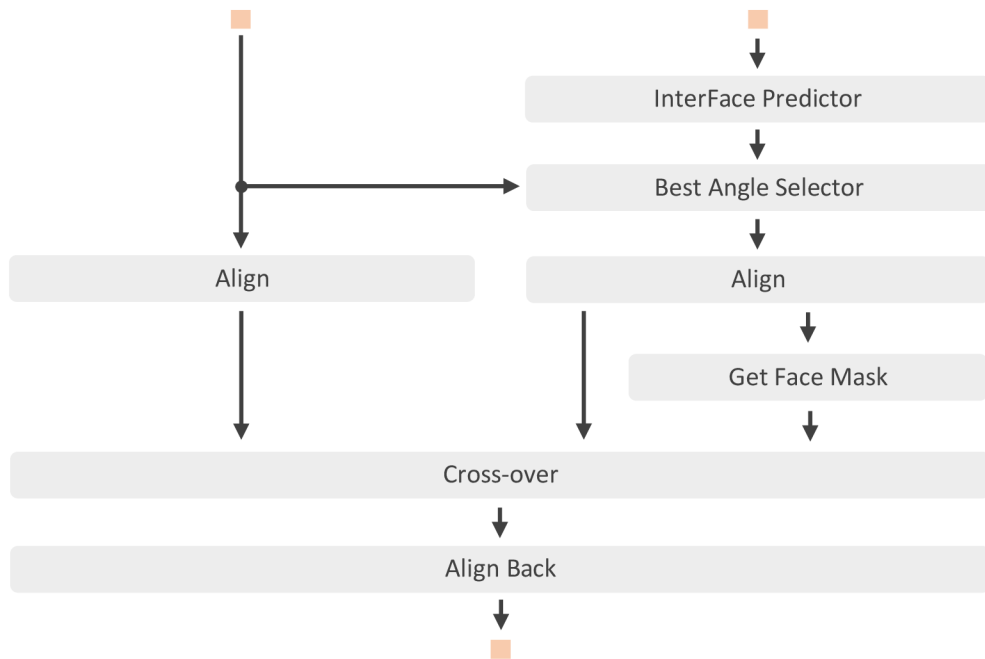 InterFace Predictor
Best Angle Selector
Align
Align
Get Face Mask
Cross-over
Align Back